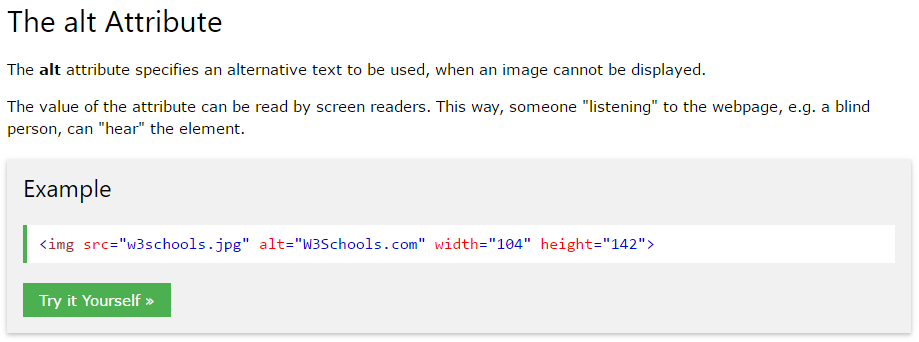 The alt Attribute
The alt attribute specifies an alternative text to be used, when an image cannot be displayed.
The value of the attribute can be read by screen readers. This way, someone "listening" to the webpage, e.g. a blind
person, can "hear" the element.
Example
<img src="w3schools.jpg" alt="W3Schools.com" width="104" height="142">
Try it Yourself »